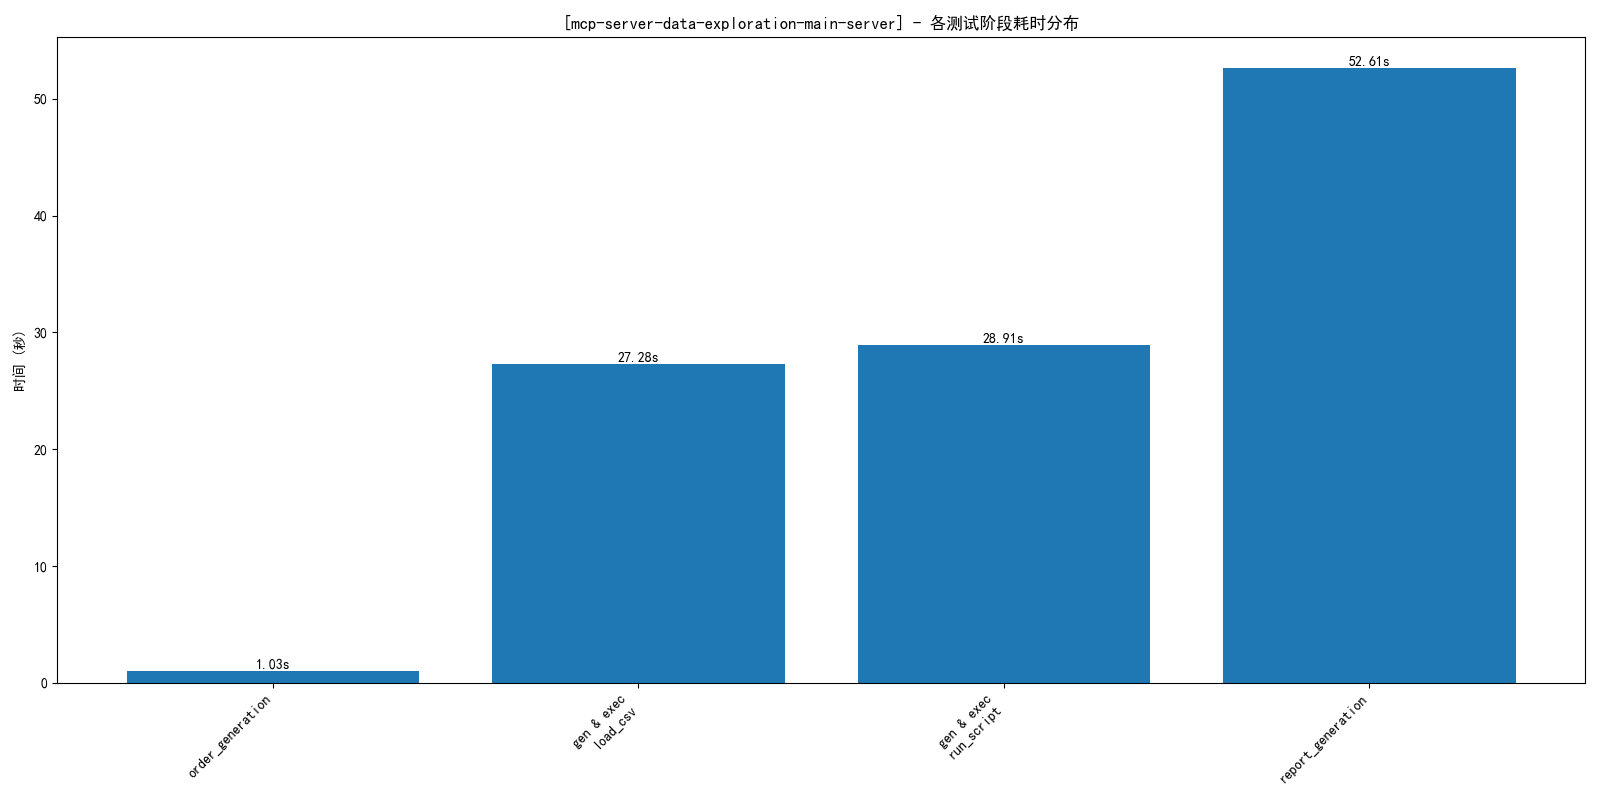 [mcp-server-data-exploration-main-server] - 各测试阶段耗时分布
52.61s
50
40
30
28.91s
27.28s
时间 (秒)
20
10
1.03s
0
order_generation
gen & exec
load_csv
gen & exec
run_script
report_generation